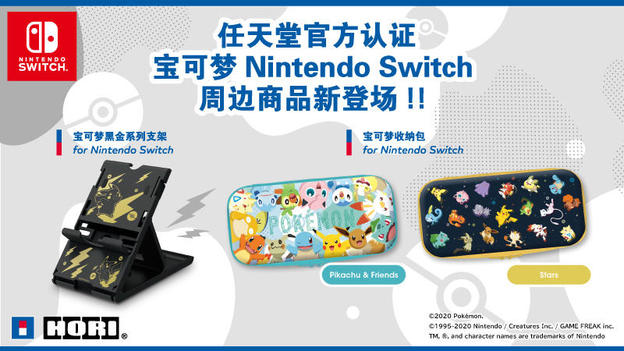 NINTENDO
SWITCH.
任天堂官方认证
宝可梦 Nintendo Switch
周边商品新登场 !!
宝可梦黑金系列支架
for Nintendo Switch
宝可梦收纳包
for Nintendo Switch
POKÉMON
Pikachu & Friends
Stars
HORI®
©2020 Pokémon.
©1995-2020 Nintendo / Creatures Inc. / GAME FREAK inc.
TM, ®, and character names are trademarks of Nintendo